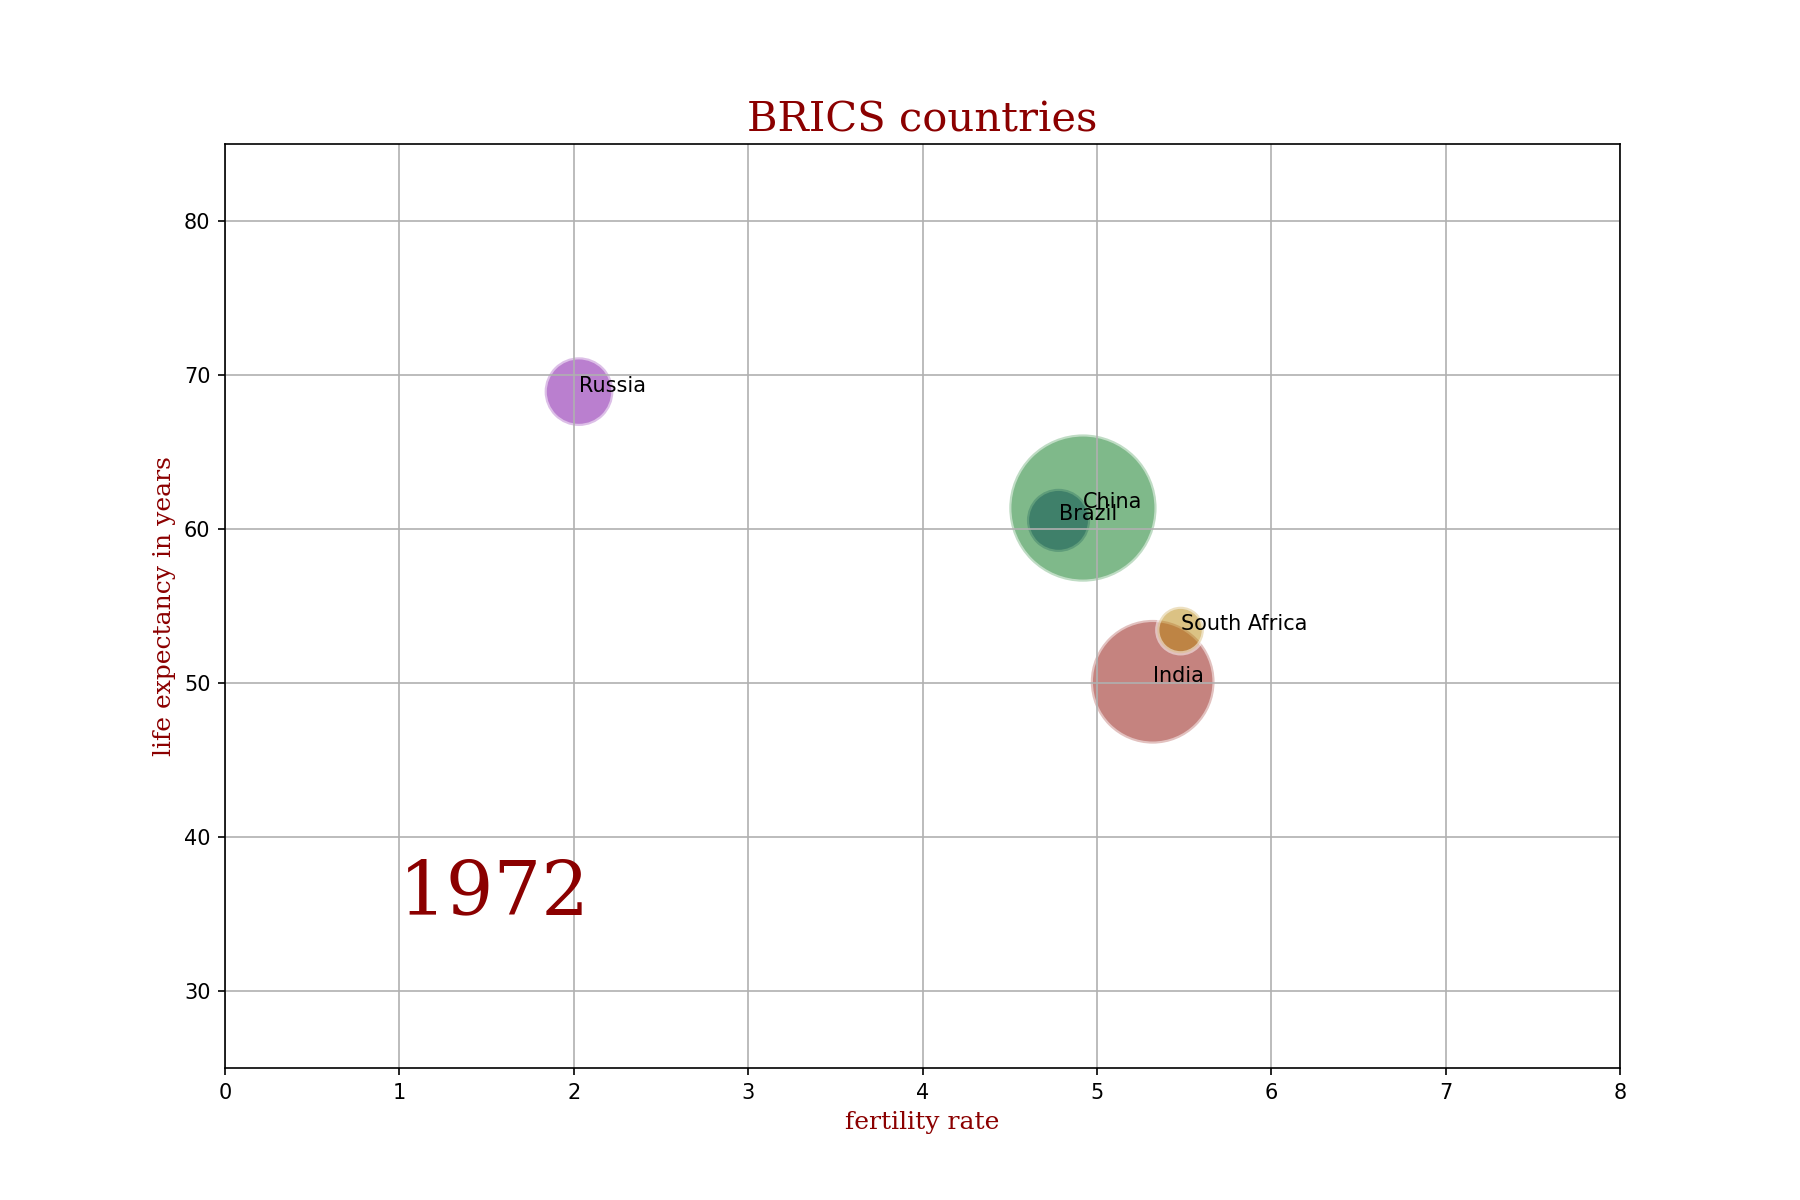 BRICS countries
80
70
60
50
40
30
life expectancy in years
Russia
China
Brazil
South Africa
India
1972
0 1 2 3 4 5 6 7 8
fertility rate